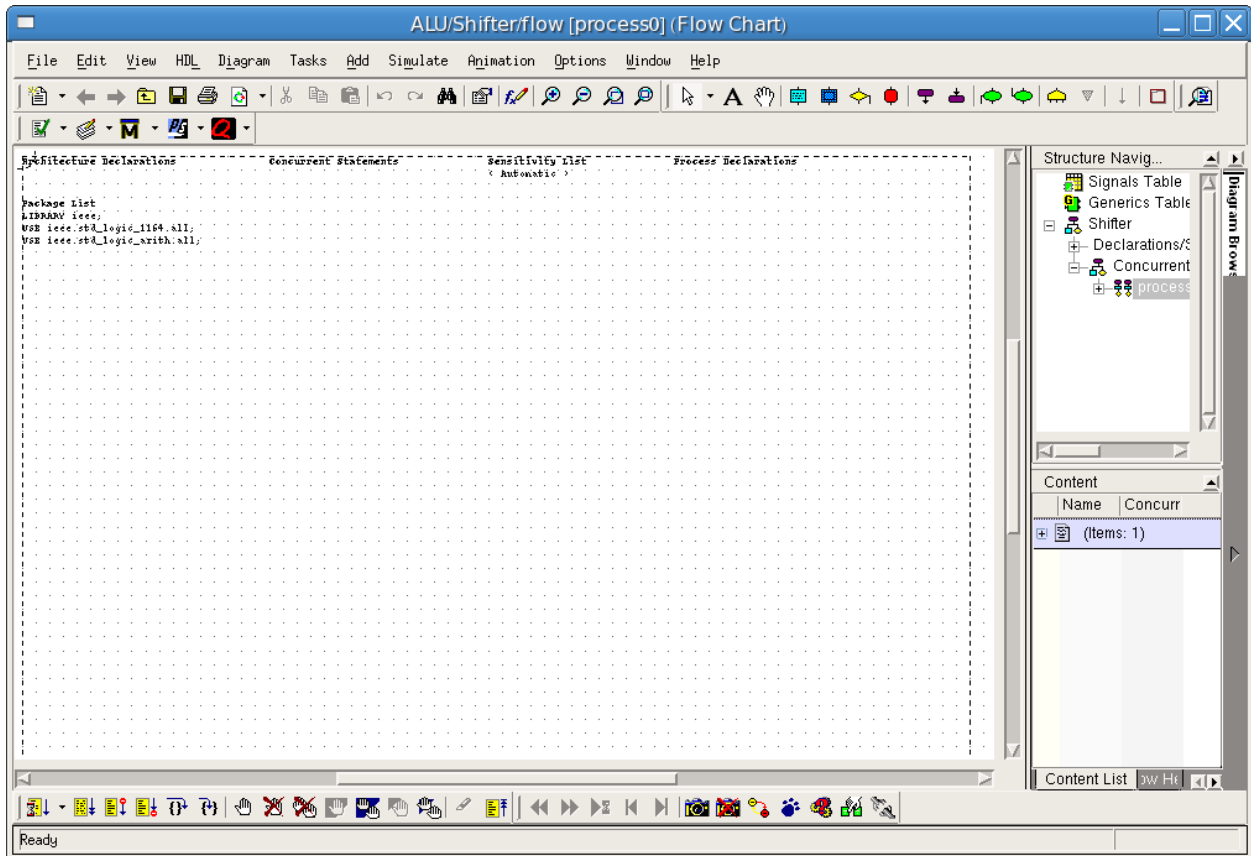 ALU/Shifter/flow [process0] (Flow Chart)
File Edit View HDL Diagram Tasks Add Simulate Animation Options Window Help
Architecture Declarations Concurrent Statements Sensitivity List Process Declarations
< Automatic >
Package List
LIBRARY ieee;
USE ieee.std_logic_1164.all;
USE ieee.std_logic_arith.all;
Structure Navig...
Signals Table
Generics Table
Shifter
Declarations/S
Concurrent
process
Diagram Brows
Content
Name Concurr
(Items: 1)
Content List ow He
Ready